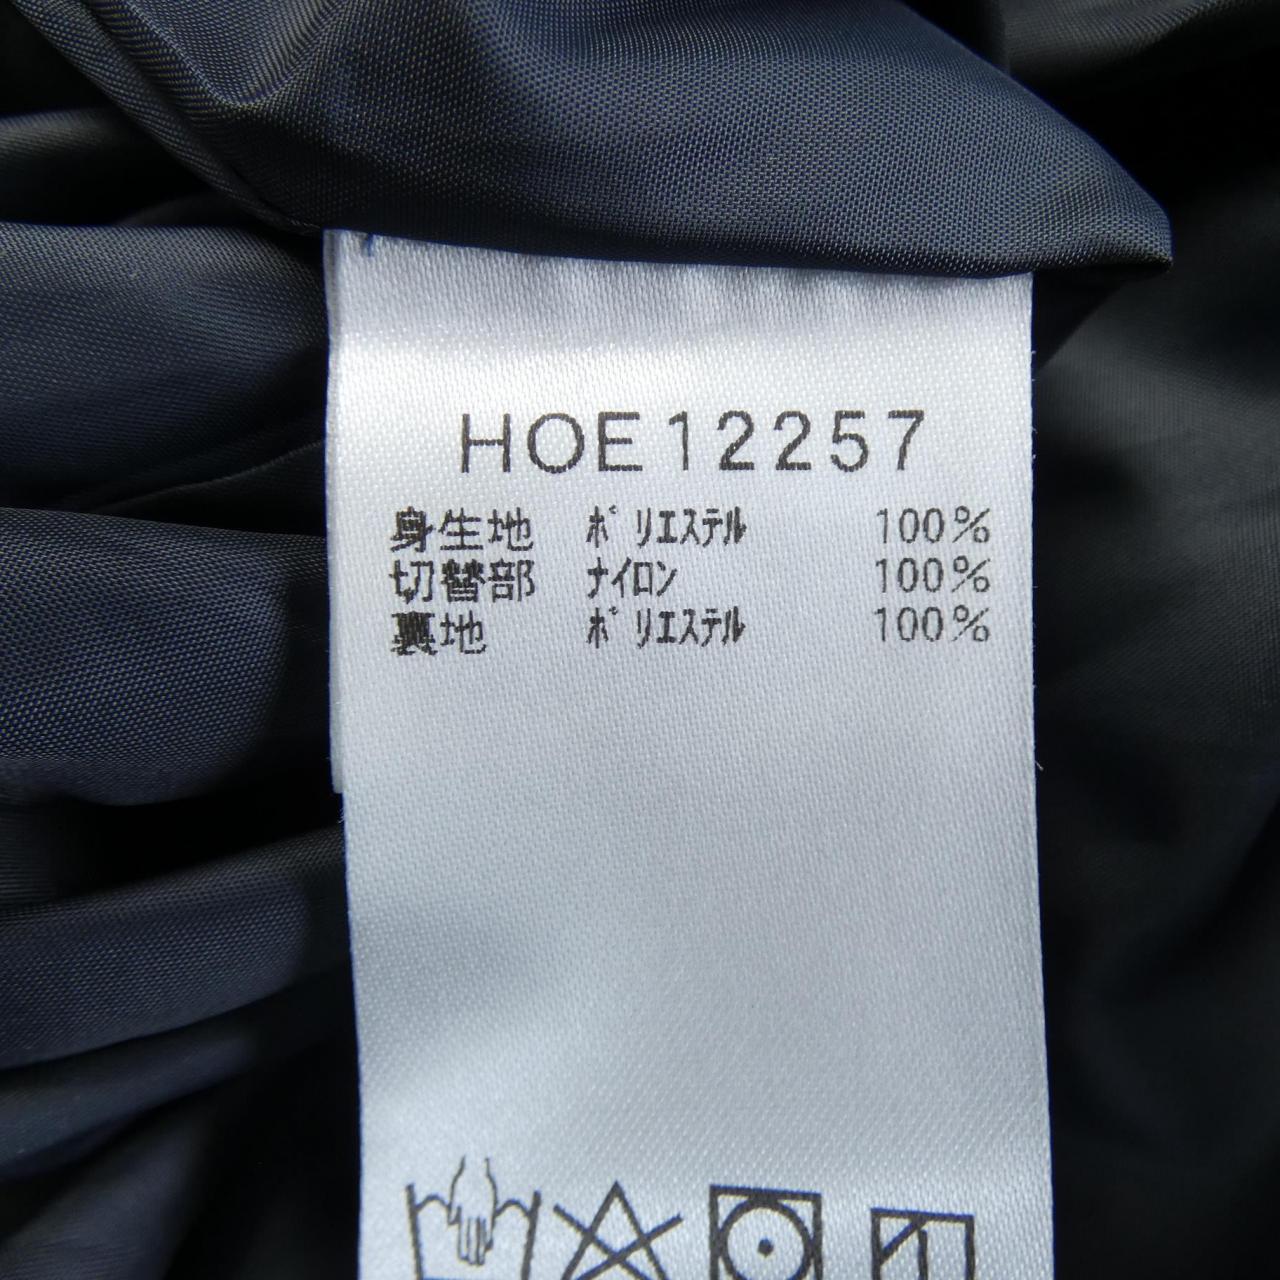 HOE12257
身生地 ﾎﾟﾘｴｽﾃﾙ 100%
切替部 ﾅｲﾛﾝ 100%
裏地 ﾎﾟﾘｴｽﾃﾙ 100%